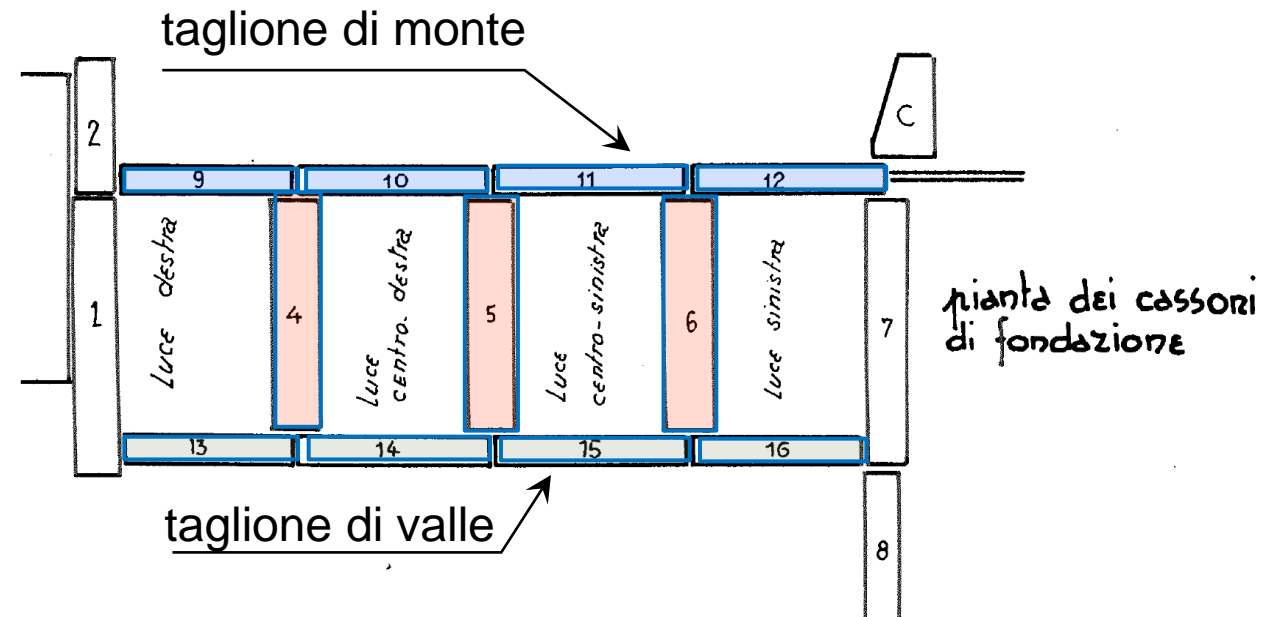 taglione di monte
2
C
9
10
11
12
1
Luce destra
4
Luce
centro-destra
5
Luce
centro-sinistra
6
Luce sinistra
7
pianta dei cassoni
di fondazione
13
14
15
16
taglione di valle
8